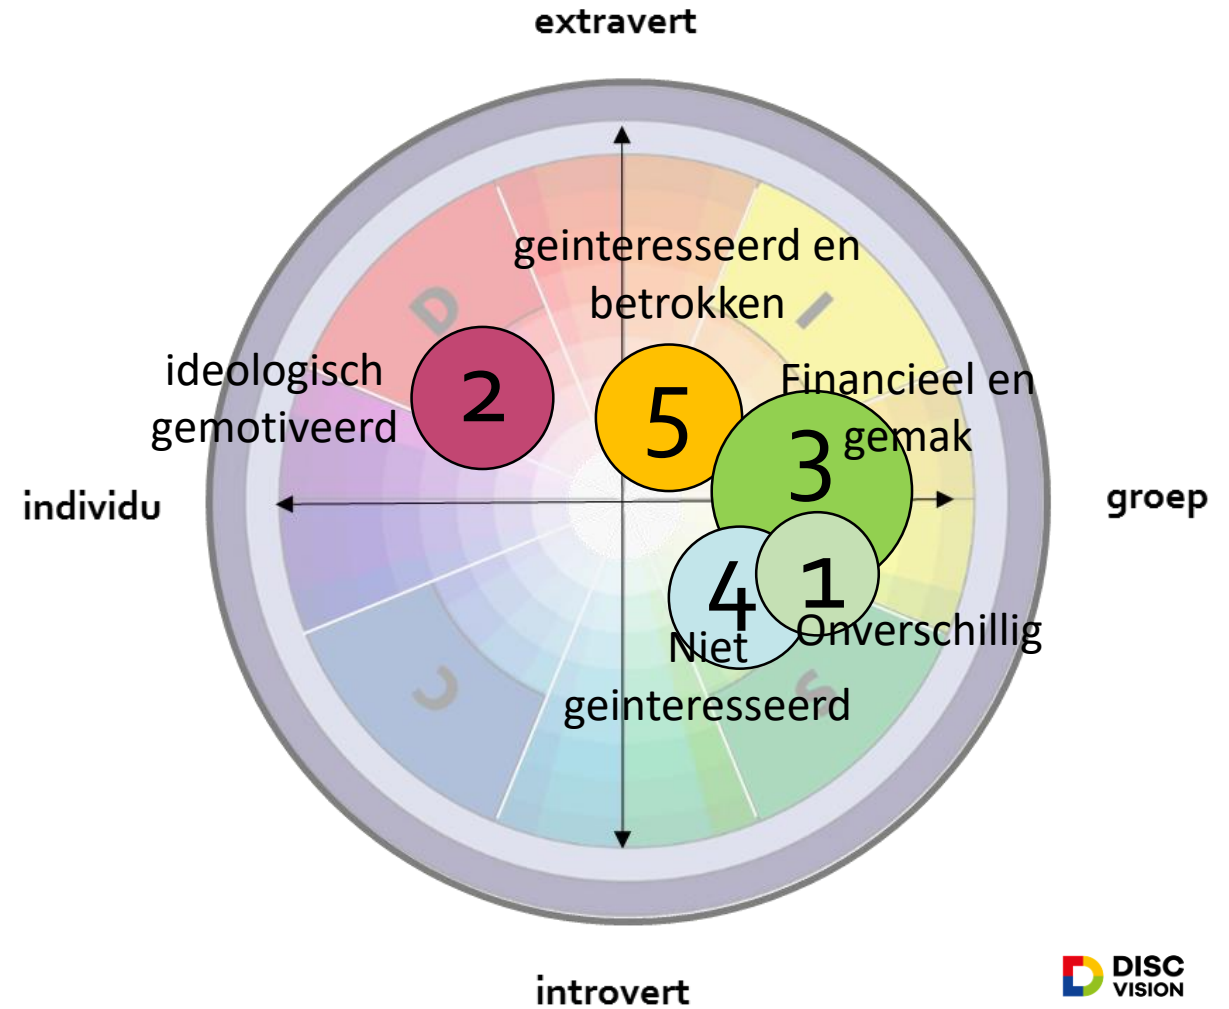 extravert
geinteresseerd en
betrokken
D
I
ideologisch
gemotiveerd
2
5
Financieel en
gemak
3
individu
groep
4
1
Niet
geinteresseerd
Onverschillig
C
S
introvert
DISC
VISION